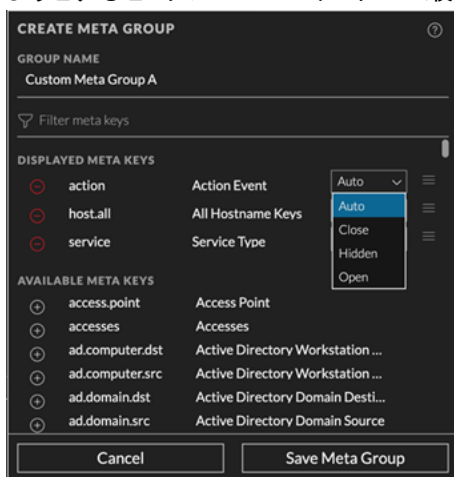 CREATE META GROUP
GROUP NAME
Custom Meta Group A
Filter meta keys
DISPLAYED META KEYS
action Action Event Auto
host.all All Hostname Keys Auto
service Service Type Close
Hidden
AVAILABLE META KEYS Open
access.point Access Point
accesses Accesses
ad.computer.dst Active Directory Workstation ...
ad.computer.src Active Directory Workstation ...
ad.domain.dst Active Directory Domain Desti...
ad.domain.src Active Directory Domain Source
Cancel Save Meta Group